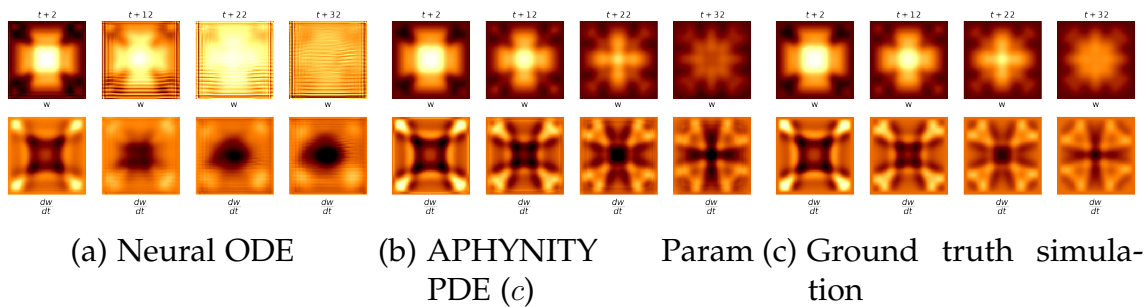 t + 2 t + 12 t + 22 t + 32 t + 2 t + 12 t + 22 t + 32 t + 2 t + 12 t + 22 t + 32
w w w w w w w w w w w w
dw/dt dw/dt dw/dt dw/dt dw/dt dw/dt dw/dt dw/dt dw/dt dw/dt dw/dt dw/dt
(a) Neural ODE
(b) APHYNITY Param
PDE (c)
(c) Ground truth simula-
tion